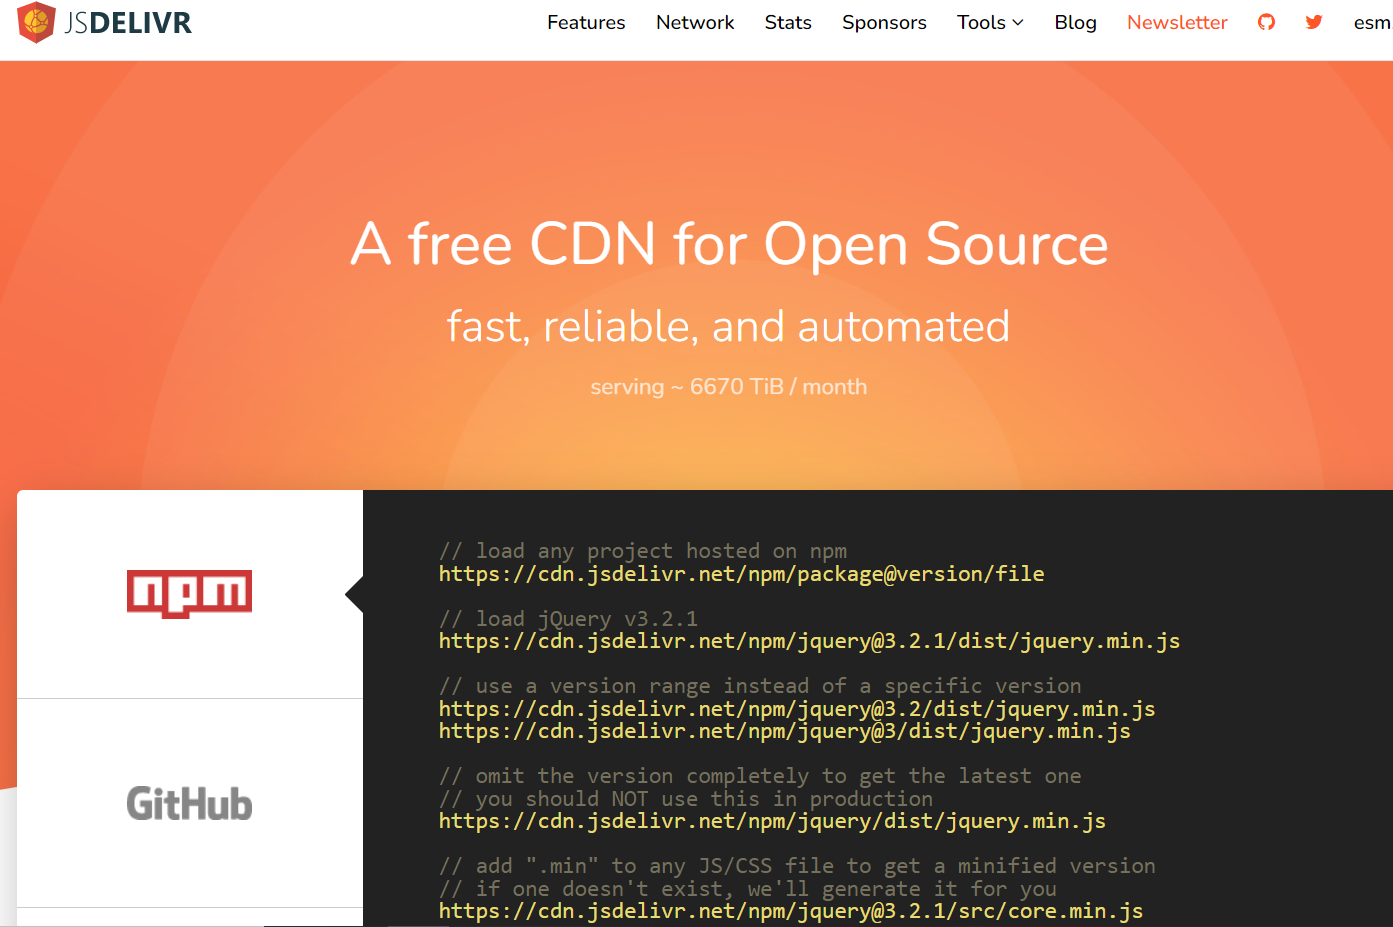 JSDELIVR
Features Network Stats Sponsors Tools Blog Newsletter esm.
A free CDN for Open Source
fast, reliable, and automated
serving ~ 6670 TiB / month
npm
GitHub
// load any project hosted on npm
https://cdn.jsdelivr.net/npm/package@version/file
// load jQuery v3.2.1
https://cdn.jsdelivr.net/npm/jquery@3.2.1/dist/jquery.min.js
// use a version range instead of a specific version
https://cdn.jsdelivr.net/npm/jquery@3.2/dist/jquery.min.js
https://cdn.jsdelivr.net/npm/jquery@3/dist/jquery.min.js
// omit the version completely to get the latest one
// you should NOT use this in production
https://cdn.jsdelivr.net/npm/jquery/dist/jquery.min.js
// add ".min" to any JS/CSS file to get a minified version
// if one doesn't exist, we'll generate it for you
https://cdn.jsdelivr.net/npm/jquery@3.2.1/src/core.min.js